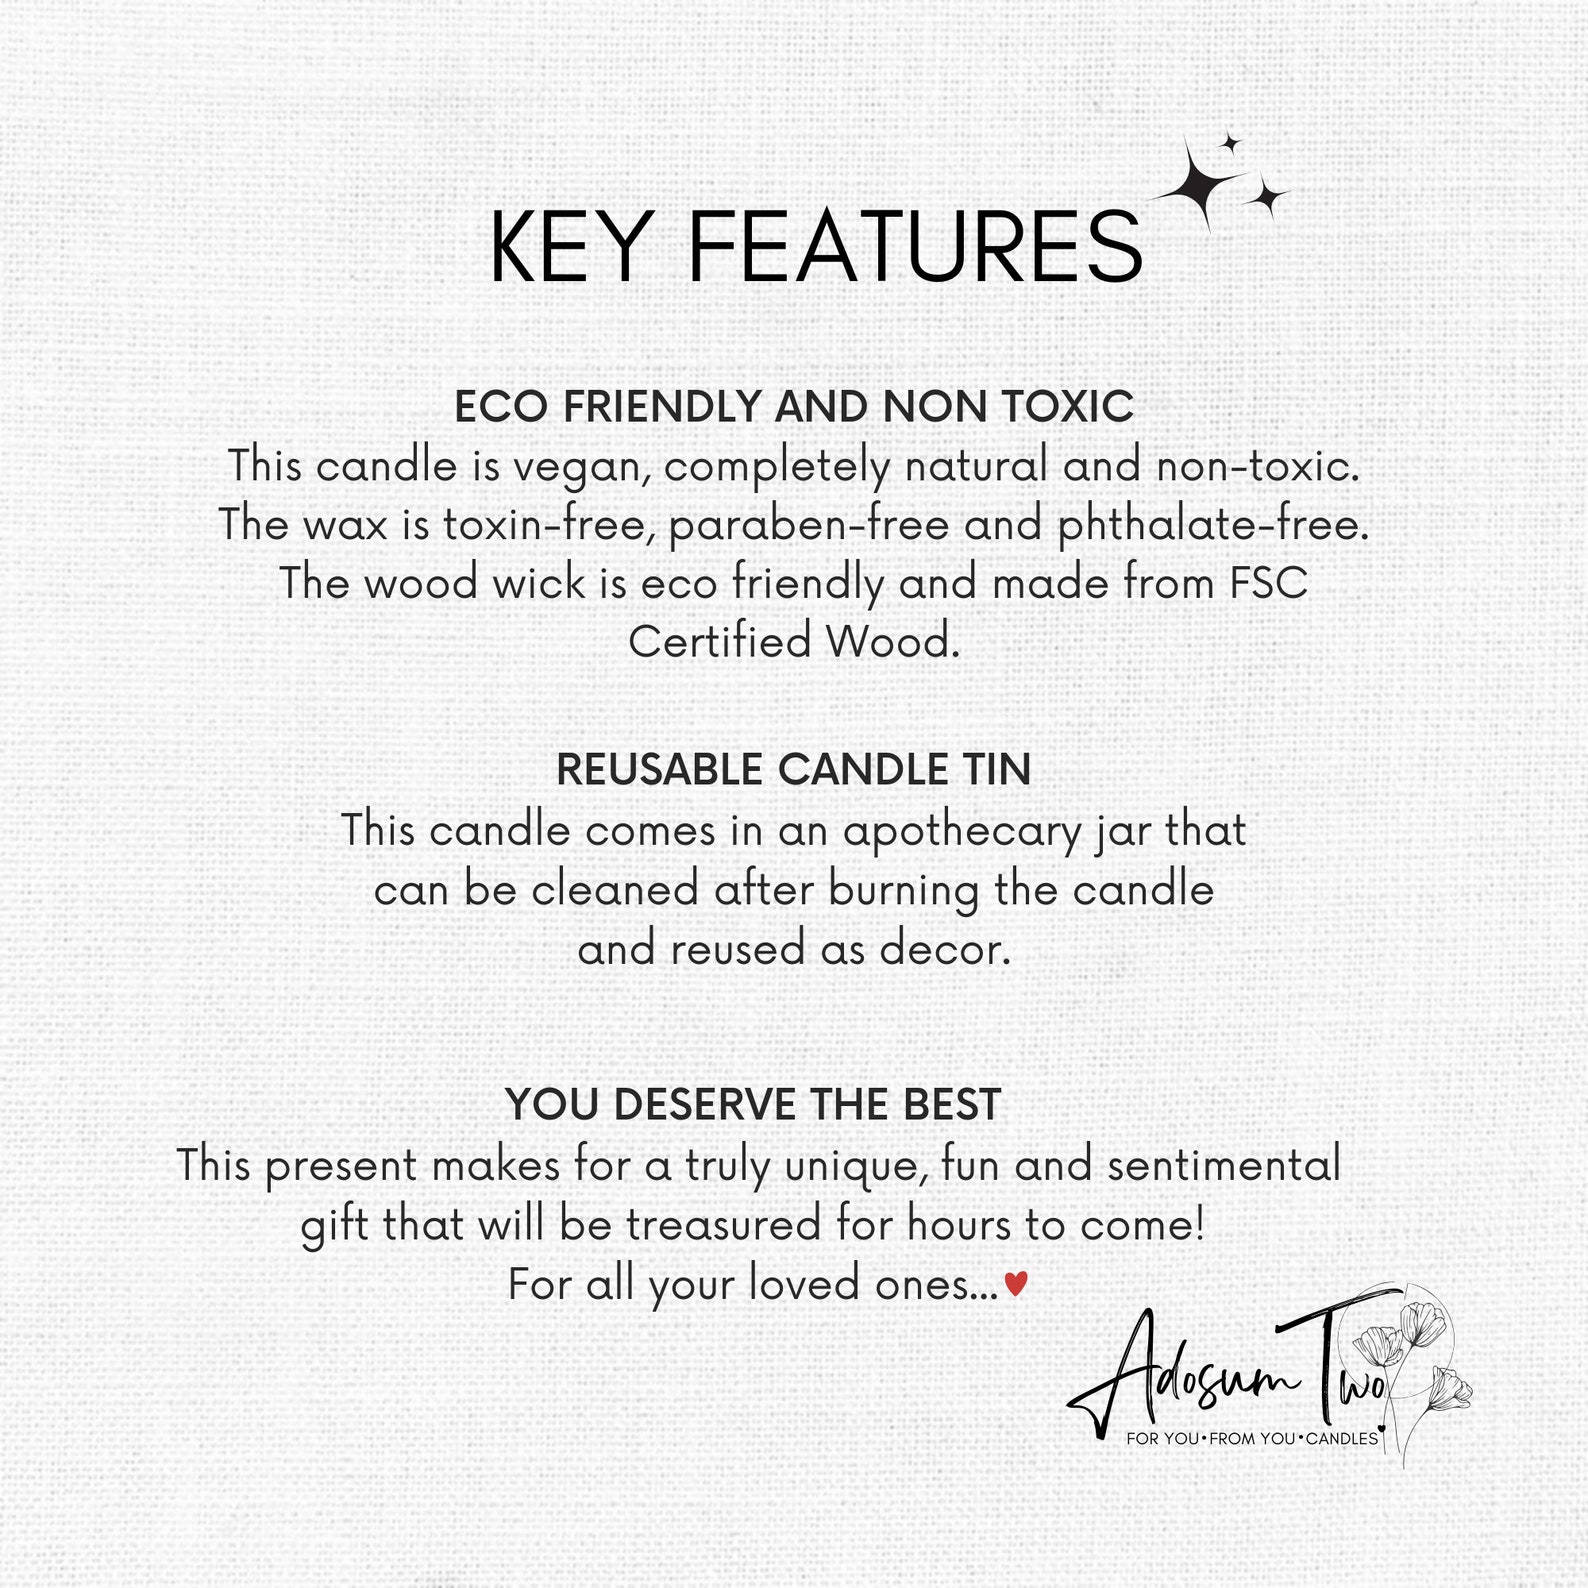 KEY FEATURES
ECO FRIENDLY AND NON TOXIC
This candle is vegan, completely natural and non-toxic.
The wax is toxin-free, paraben-free and phthalate-free.
The wood wick is eco friendly and made from FSC
Certified Wood.
REUSABLE CANDLE TIN
This candle comes in an apothecary jar that
can be cleaned after burning the candle
and reused as decor.
YOU DESERVE THE BEST
This present makes for a truly unique, fun and sentimental
gift that will be treasured for hours to come!
For all your loved ones...♥
Adosum Two
FOR YOU•FROM YOU•CANDLES